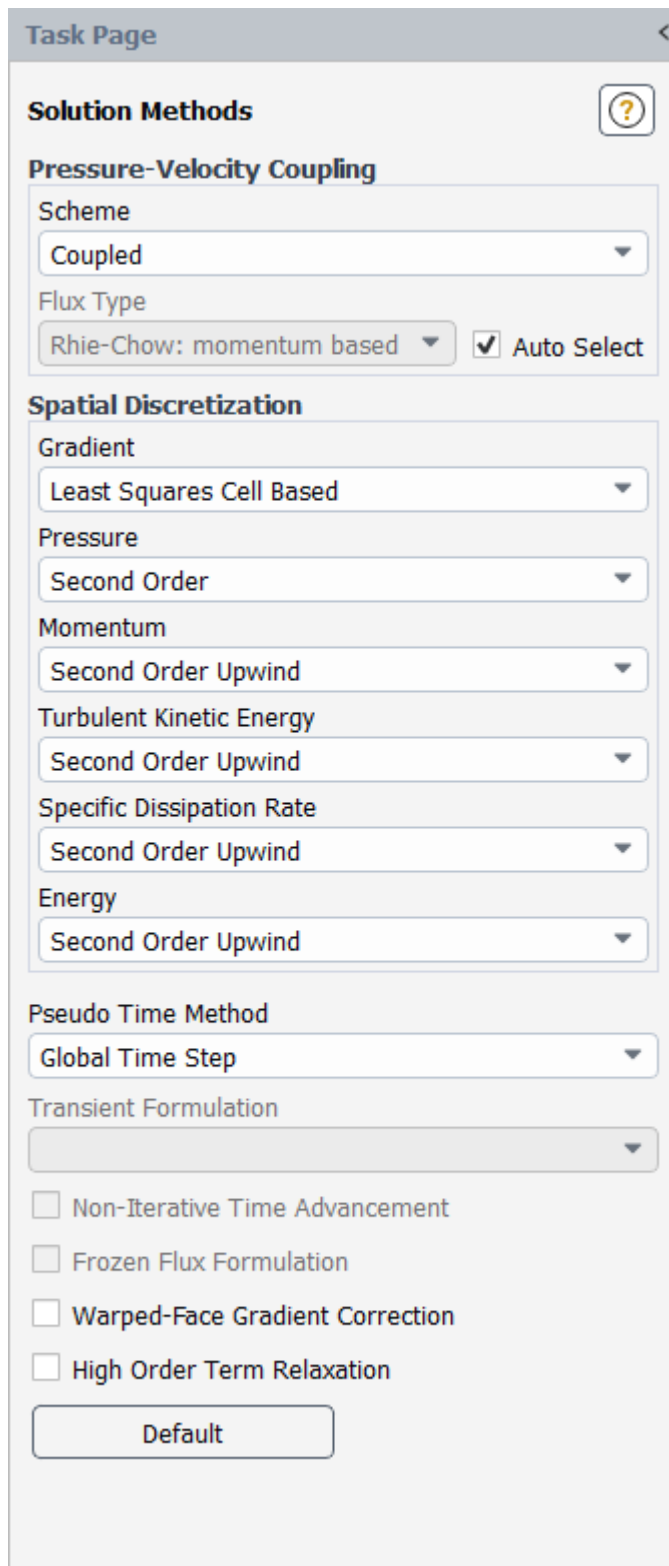 Task Page
<
Solution Methods
?
Pressure-Velocity Coupling
Scheme
Coupled
Flux Type
Rhie-Chow: momentum based Auto Select
Spatial Discretization
Gradient
Least Squares Cell Based
Pressure
Second Order
Momentum
Second Order Upwind
Turbulent Kinetic Energy
Second Order Upwind
Specific Dissipation Rate
Second Order Upwind
Energy
Second Order Upwind
Pseudo Time Method
Global Time Step
Transient Formulation
Non-Iterative Time Advancement
Frozen Flux Formulation
Warped-Face Gradient Correction
High Order Term Relaxation
Default